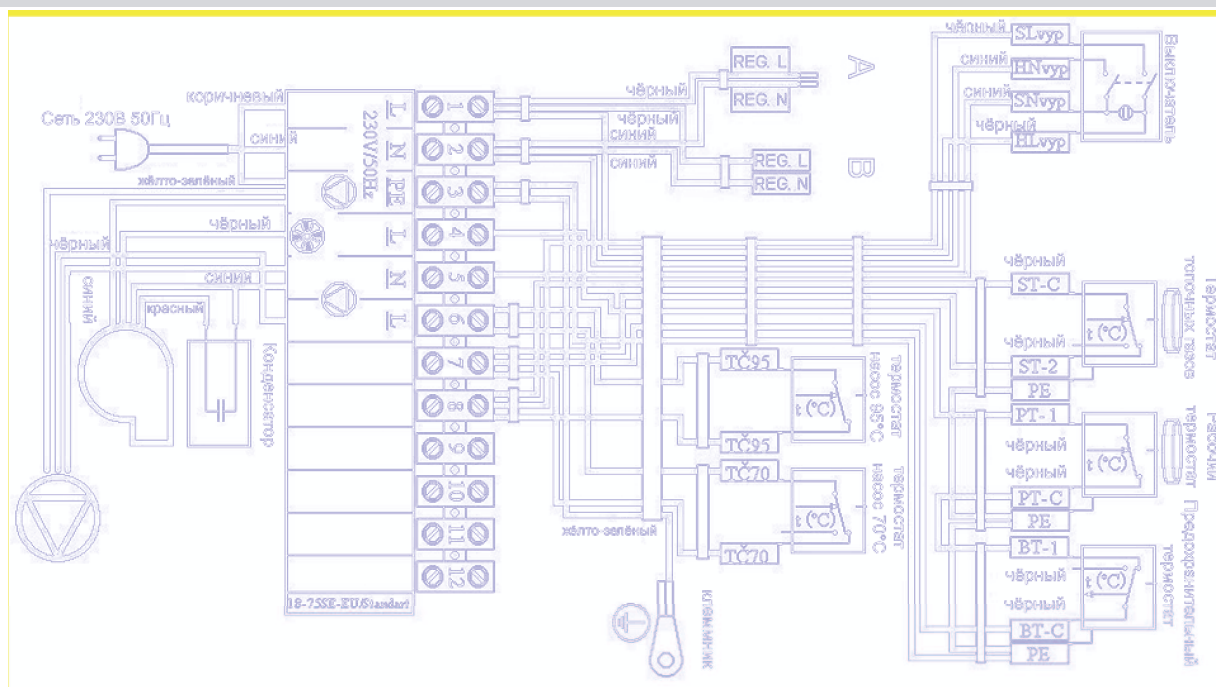 Сеть 230В 50Гц
коричневый
синий
жёлто-зелёный
чёрный
чёрный
синий
синий
красный
Конденсатор
230V/50Hz
L
N
PE
L
N
L
1
2
3
4
5
6
7
8
9
10
11
12
18-75SE-EU/Standart
чёрный
чёрный
синий
синий
REG. L
REG. N
A
REG. L
REG. N
B
чёрный
синий
синий
чёрный
SLvyp
HNvyp
SNvyp
HLvyp
Выключатель
чёрный
ST-C
чёрный
ST-2
PE
t (°C)
термостат
топочных газов
PT-1
чёрный
чёрный
PT-C
PE
t (°C)
Рабочий
термостат
BT-1
чёрный
чёрный
BT-C
PE
t (°C)
Предохранительный
термостат
TČ95
TČ95
t (°C)
термостат
насос 95°C
TČ70
TČ70
t (°C)
термостат
насос 70°C
жёлто-зелёный
клеммник